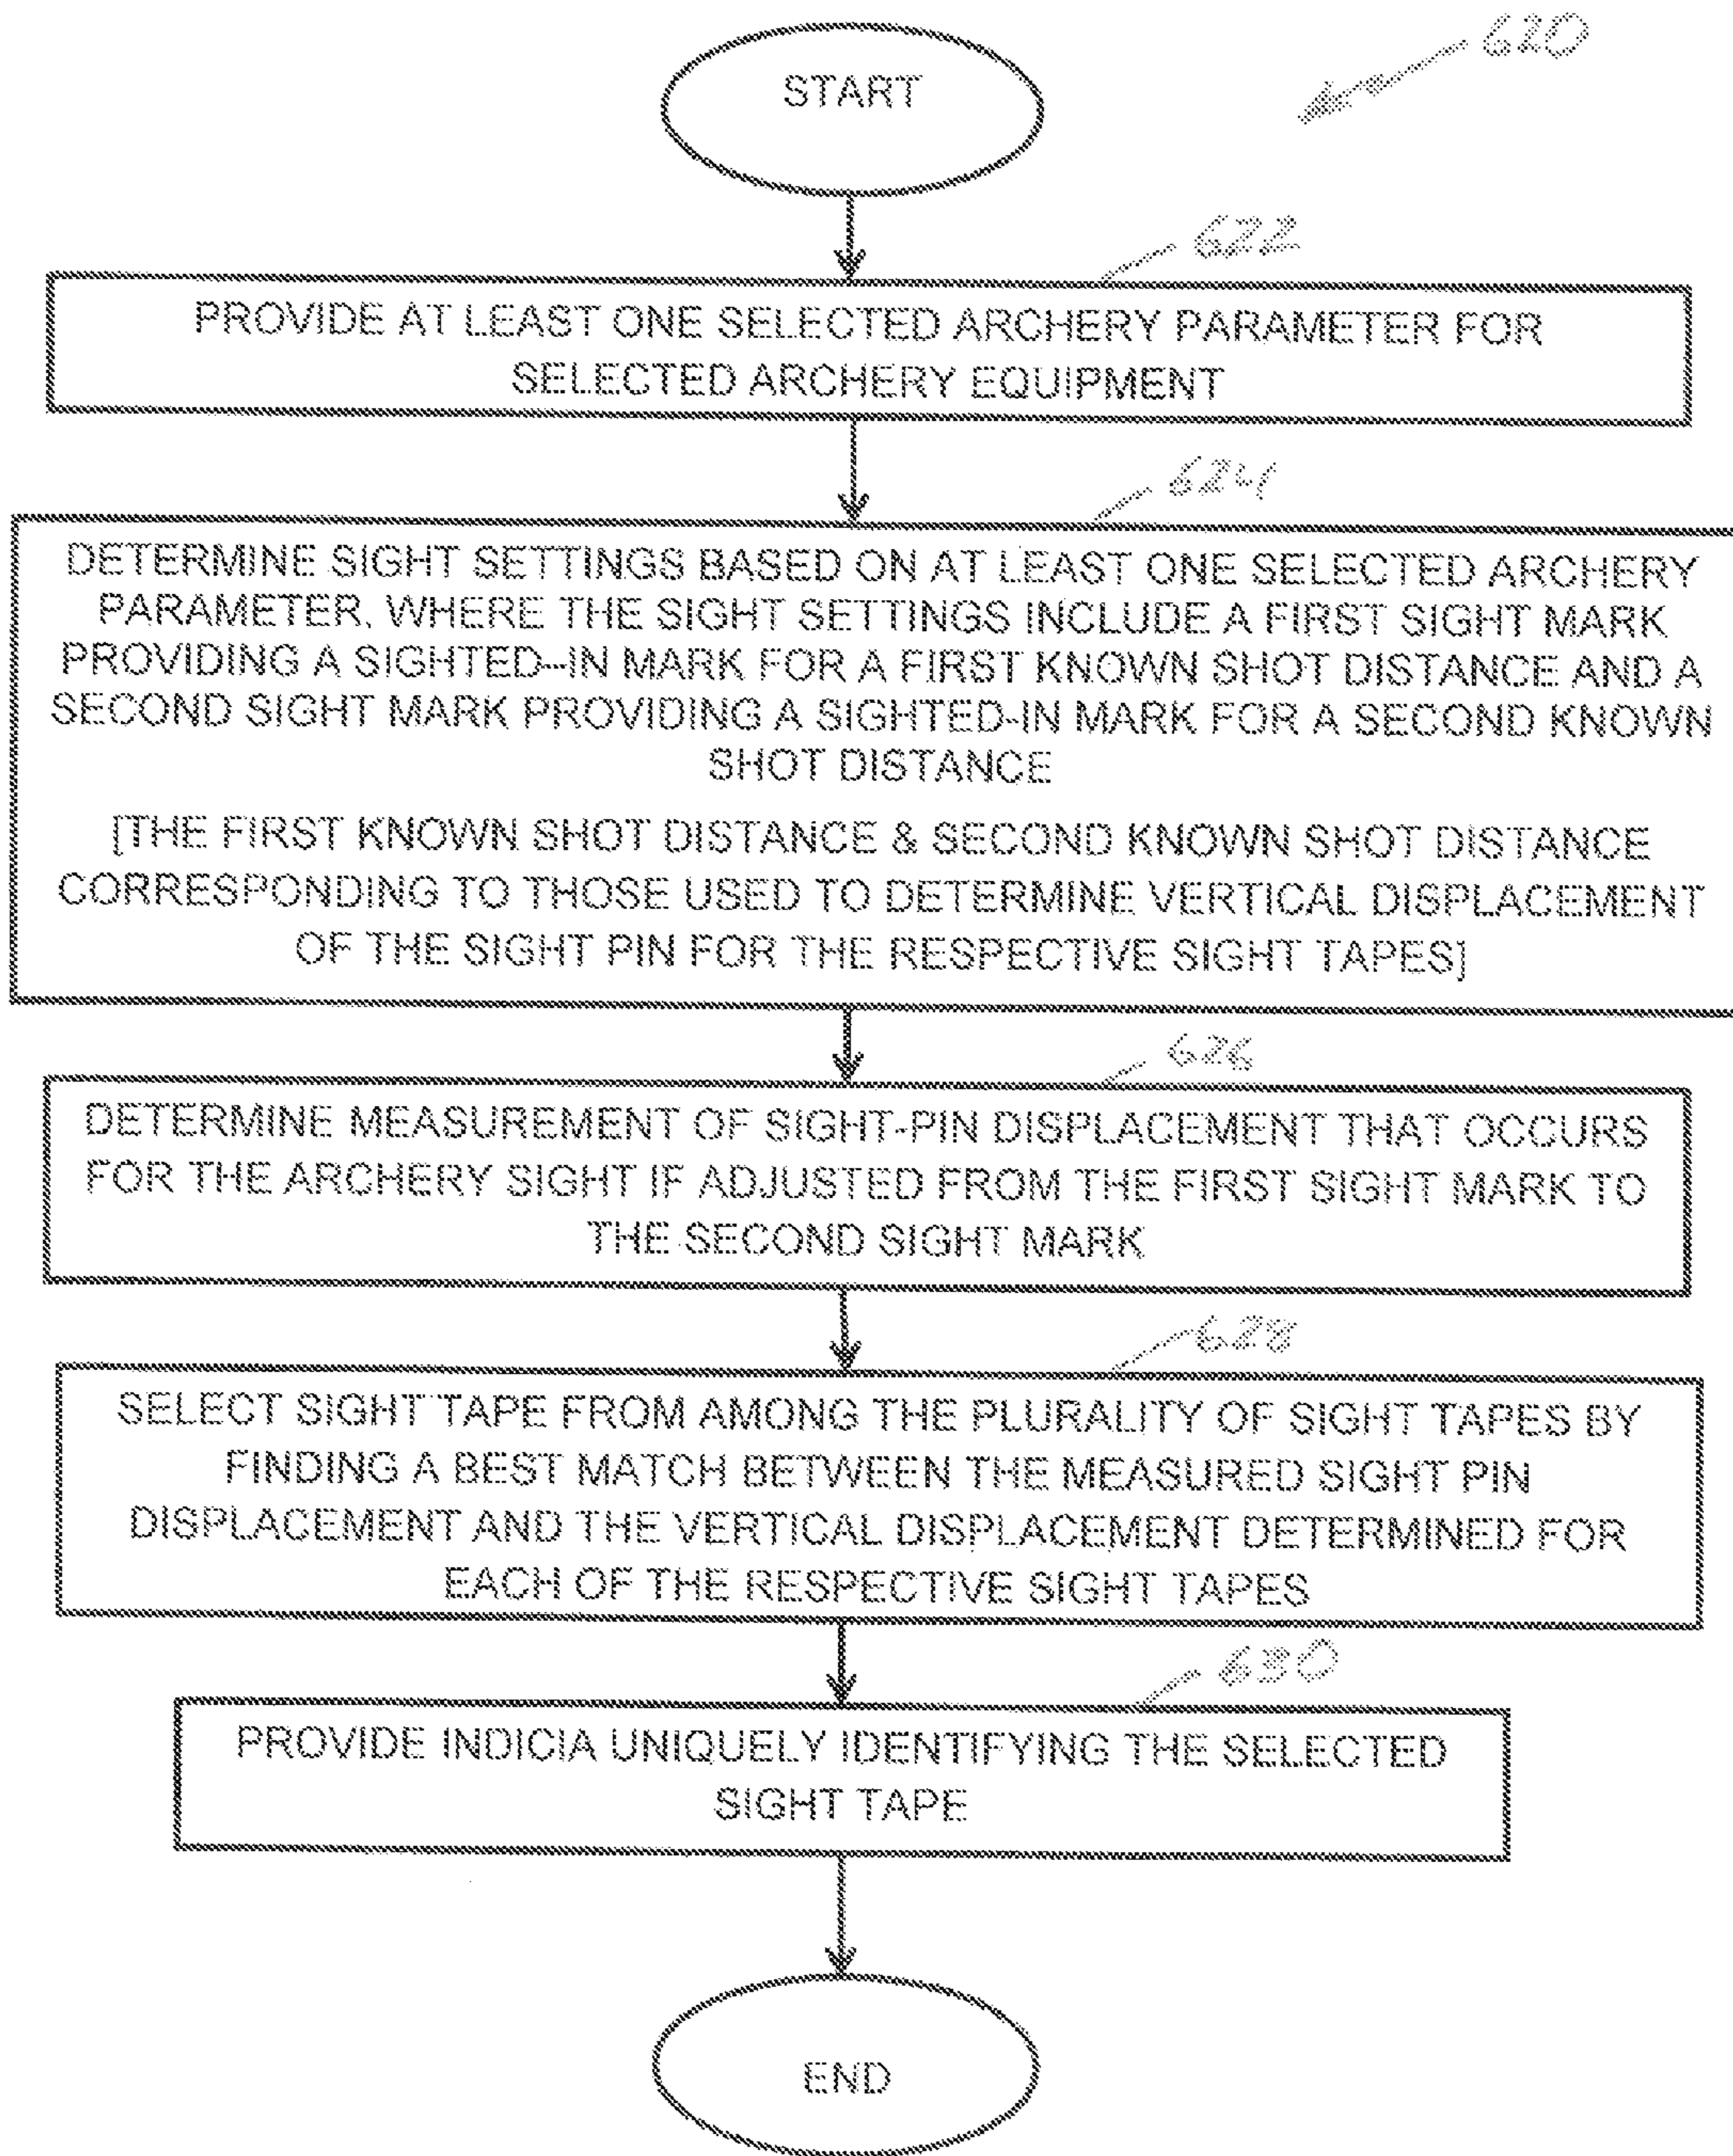 620
START
622
PROVIDE AT LEAST ONE SELECTED ARCHERY PARAMETER FOR
SELECTED ARCHERY EQUIPMENT
624
DETERMINE SIGHT SETTINGS BASED ON AT LEAST ONE SELECTED ARCHERY
PARAMETER, WHERE THE SIGHT SETTINGS INCLUDE A FIRST SIGHT MARK
PROVIDING A SIGHTED-IN MARK FOR A FIRST KNOWN SHOT DISTANCE AND A
SECOND SIGHT MARK PROVIDING A SIGHTED-IN MARK FOR A SECOND KNOWN
SHOT DISTANCE
[THE FIRST KNOWN SHOT DISTANCE & SECOND KNOWN SHOT DISTANCE
CORRESPONDING TO THOSE USED TO DETERMINE VERTICAL DISPLACEMENT
OF THE SIGHT PIN FOR THE RESPECTIVE SIGHT TAPES]
626
DETERMINE MEASUREMENT OF SIGHT-PIN DISPLACEMENT THAT OCCURS
FOR THE ARCHERY SIGHT IF ADJUSTED FROM THE FIRST SIGHT MARK TO
THE SECOND SIGHT MARK
628
SELECT SIGHT TAPE FROM AMONG THE PLURALITY OF SIGHT TAPES BY
FINDING A BEST MATCH BETWEEN THE MEASURED SIGHT PIN
DISPLACEMENT AND THE VERTICAL DISPLACEMENT DETERMINED FOR
EACH OF THE RESPECTIVE SIGHT TAPES
630
PROVIDE INDICIA UNIQUELY IDENTIFYING THE SELECTED
SIGHT TAPE
END